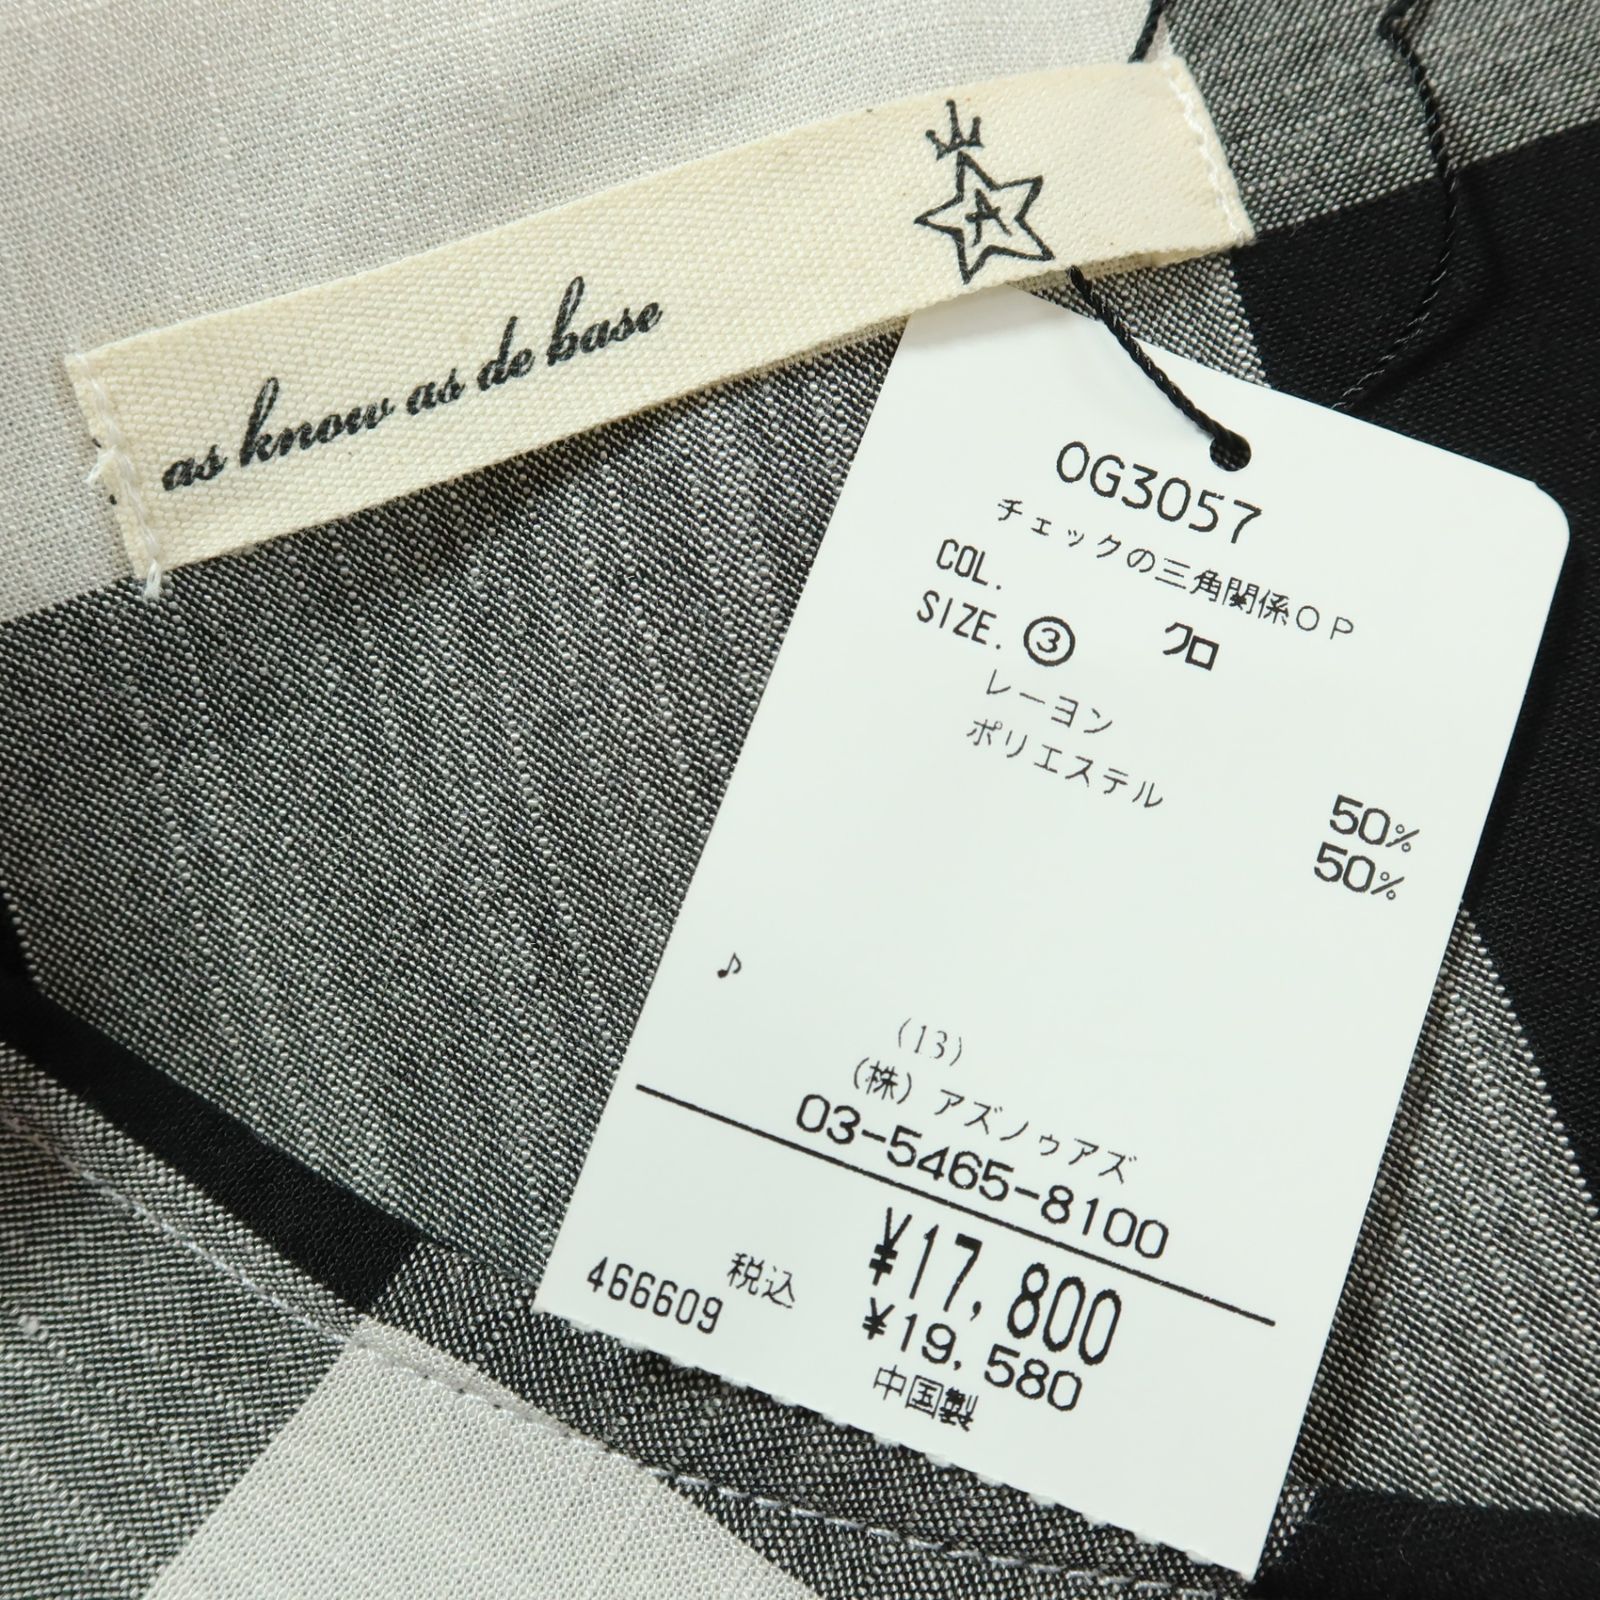 A
as know as de base
OG3057
チェックの三角関係OP
COL. クロ
SIZE. ③
レーヨン 50%
ポリエステル 50%
♪
(13)
(株)アズノゥアズ
03-5465-8100
¥17,800
466609 税込 ¥19,580
中国製